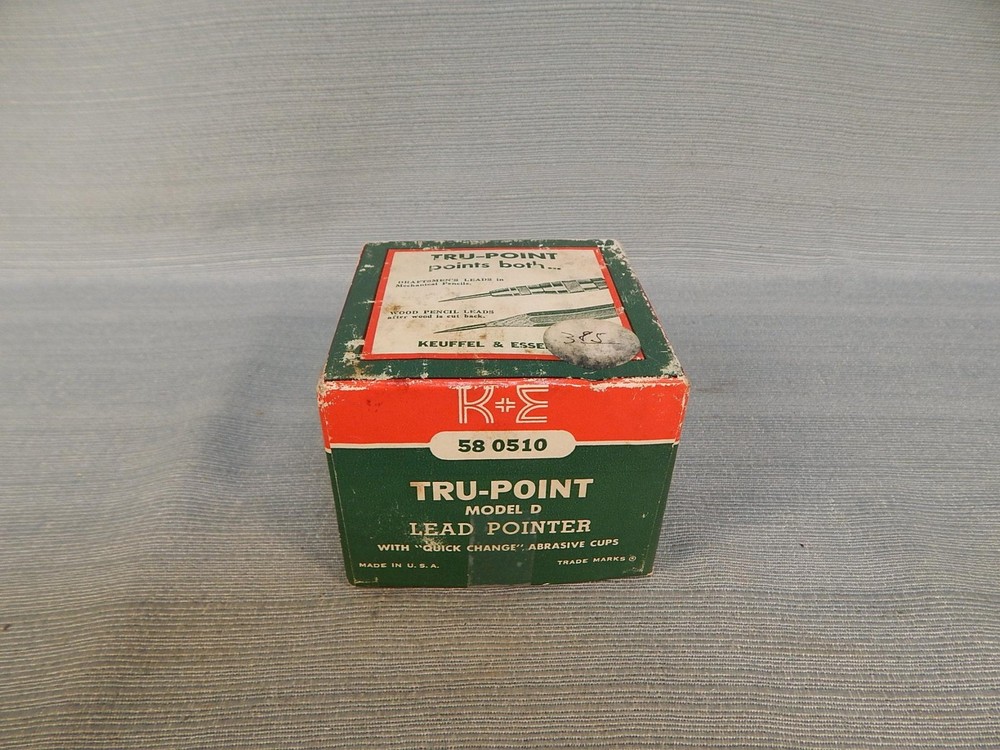 TRU-POINT
points both...
DRAFTSMEN'S LEADS in
Mechanical Pencils.
WOOD PENCIL LEADS
after wood is cut back.
KEUFFEL & ESSE
385
K+E
58 0510
TRU-POINT
MODEL D
LEAD POINTER
WITH "QUICK CHANGE" ABRASIVE CUPS
MADE IN U.S.A.
TRADE MARKS ®